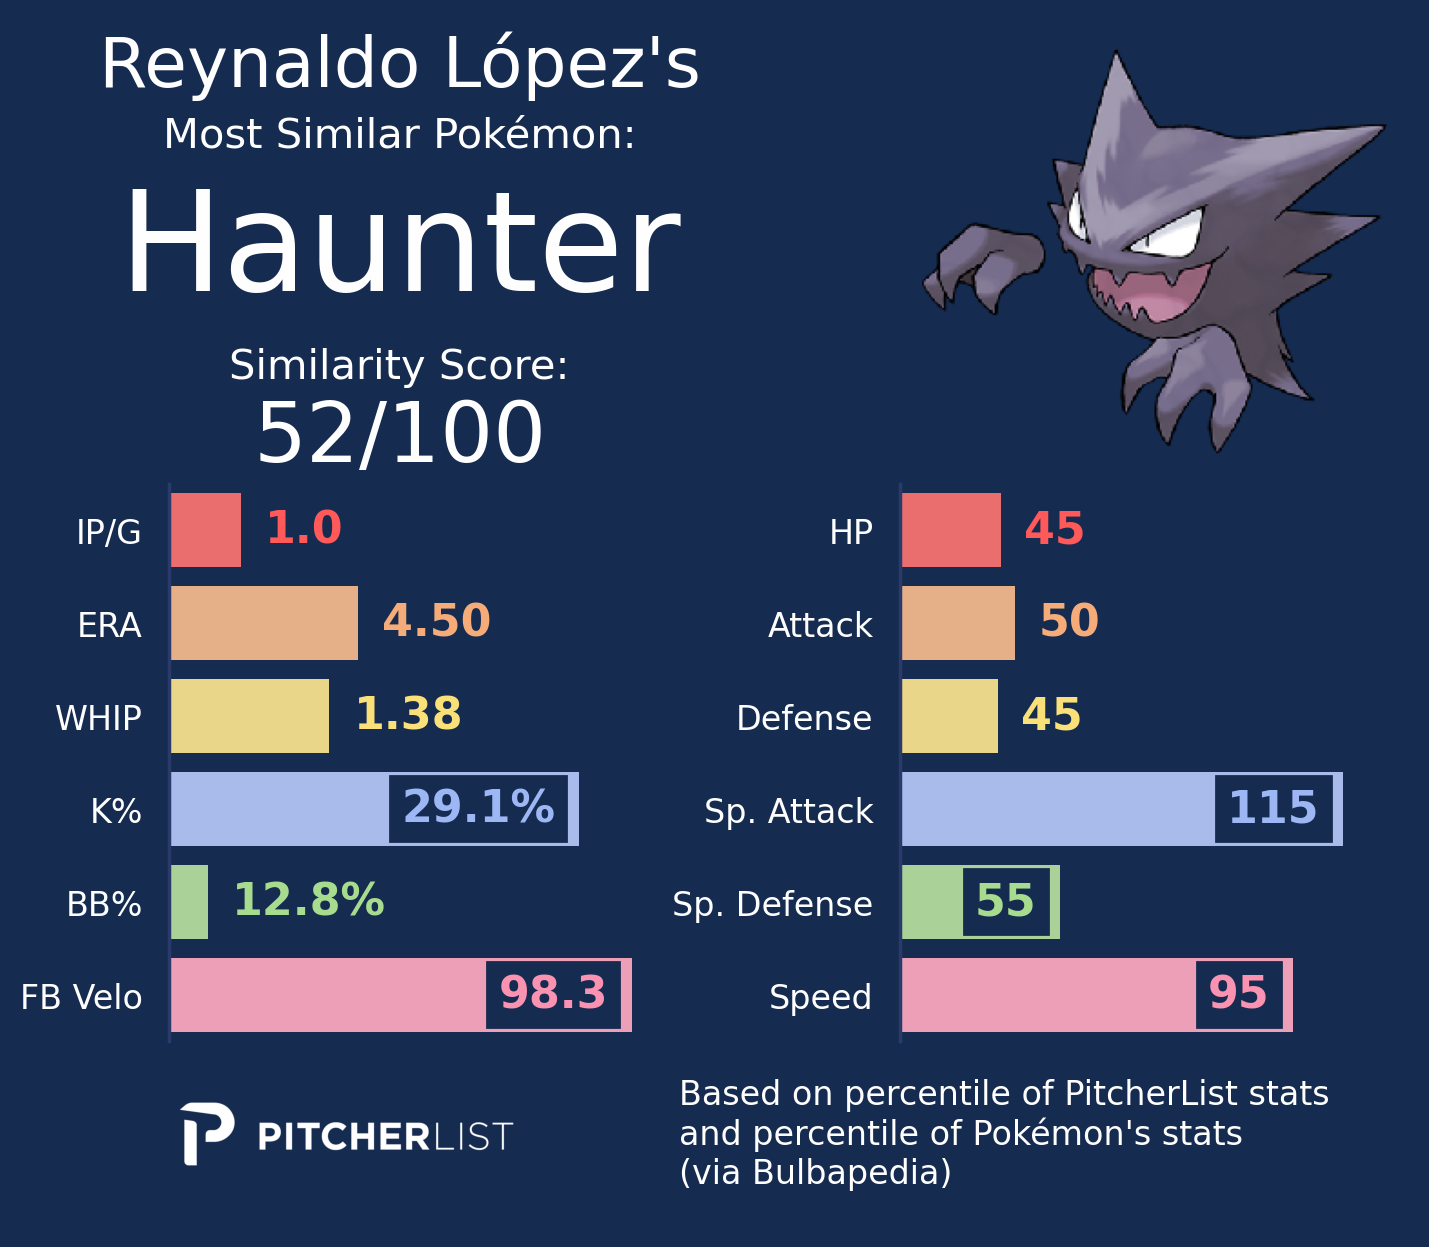 Reynaldo López's
Most Similar Pokémon:
Haunter
Similarity Score:
52/100
IP/G 1.0
ERA 4.50
WHIP 1.38
K% 29.1%
BB% 12.8%
FB Velo 98.3
HP 45
Attack 50
Defense 45
Sp. Attack 115
Sp. Defense 55
Speed 95
PITCHERLIST
Based on percentile of PitcherList stats
and percentile of Pokémon's stats
(via Bulbapedia)